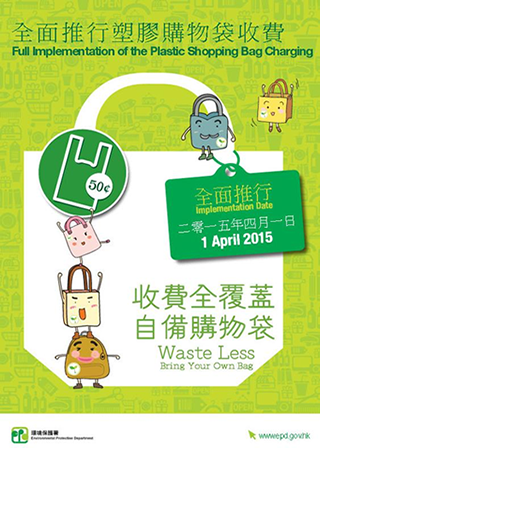 全面推行塑膠購物袋收費
Full Implementation of the Plastic Shopping Bag Charging
50¢
全面推行
Implementation Date
二零一五年四月一日
1 April 2015
收費全覆蓋
自備購物袋
Waste Less
Bring Your Own Bag
環境保護署
Environmental Protection Department
www.epd.gov.hk